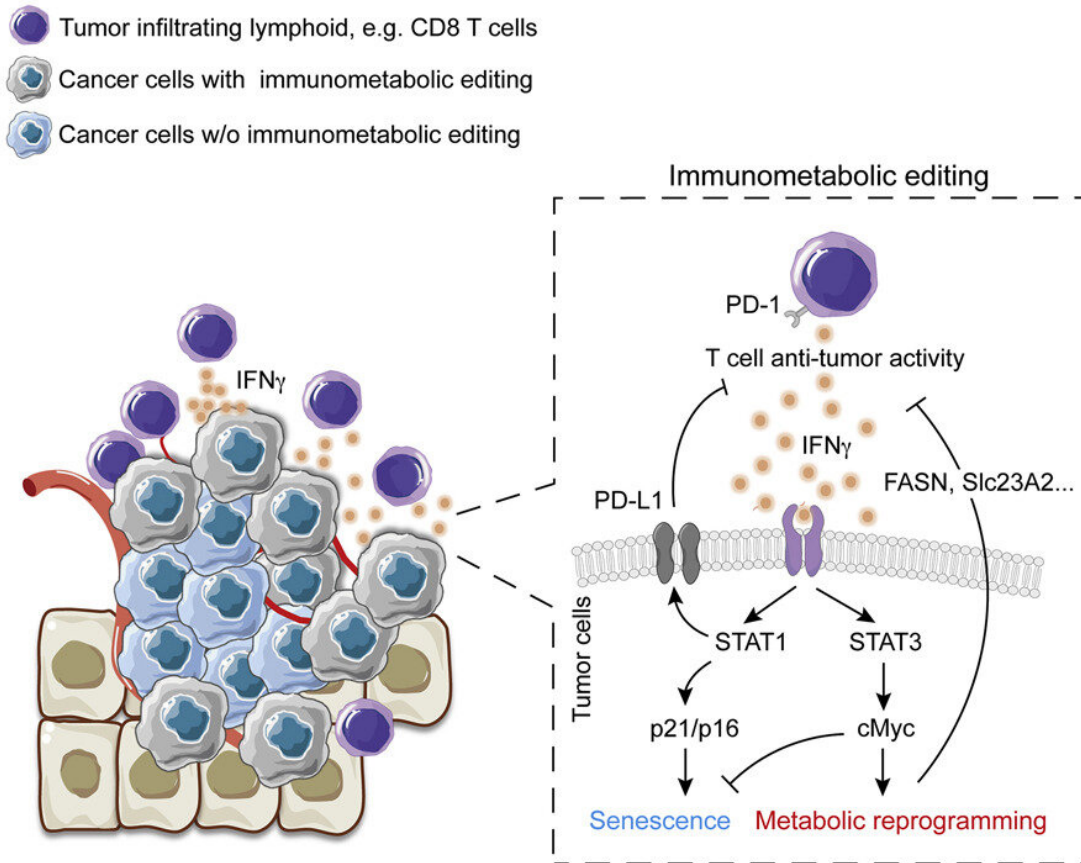 Tumor infiltrating lymphoid, e.g. CD8 T cells
Cancer cells with immunometabolic editing
Cancer cells w/o immunometabolic editing
Immunometabolic editing
PD-1
T cell anti-tumor activity
IFNγ
IFNγ
FASN, Slc23A2...
PD-L1
Tumor cells
STAT1
STAT3
p21/p16
cMyc
Senescence
Metabolic reprogramming